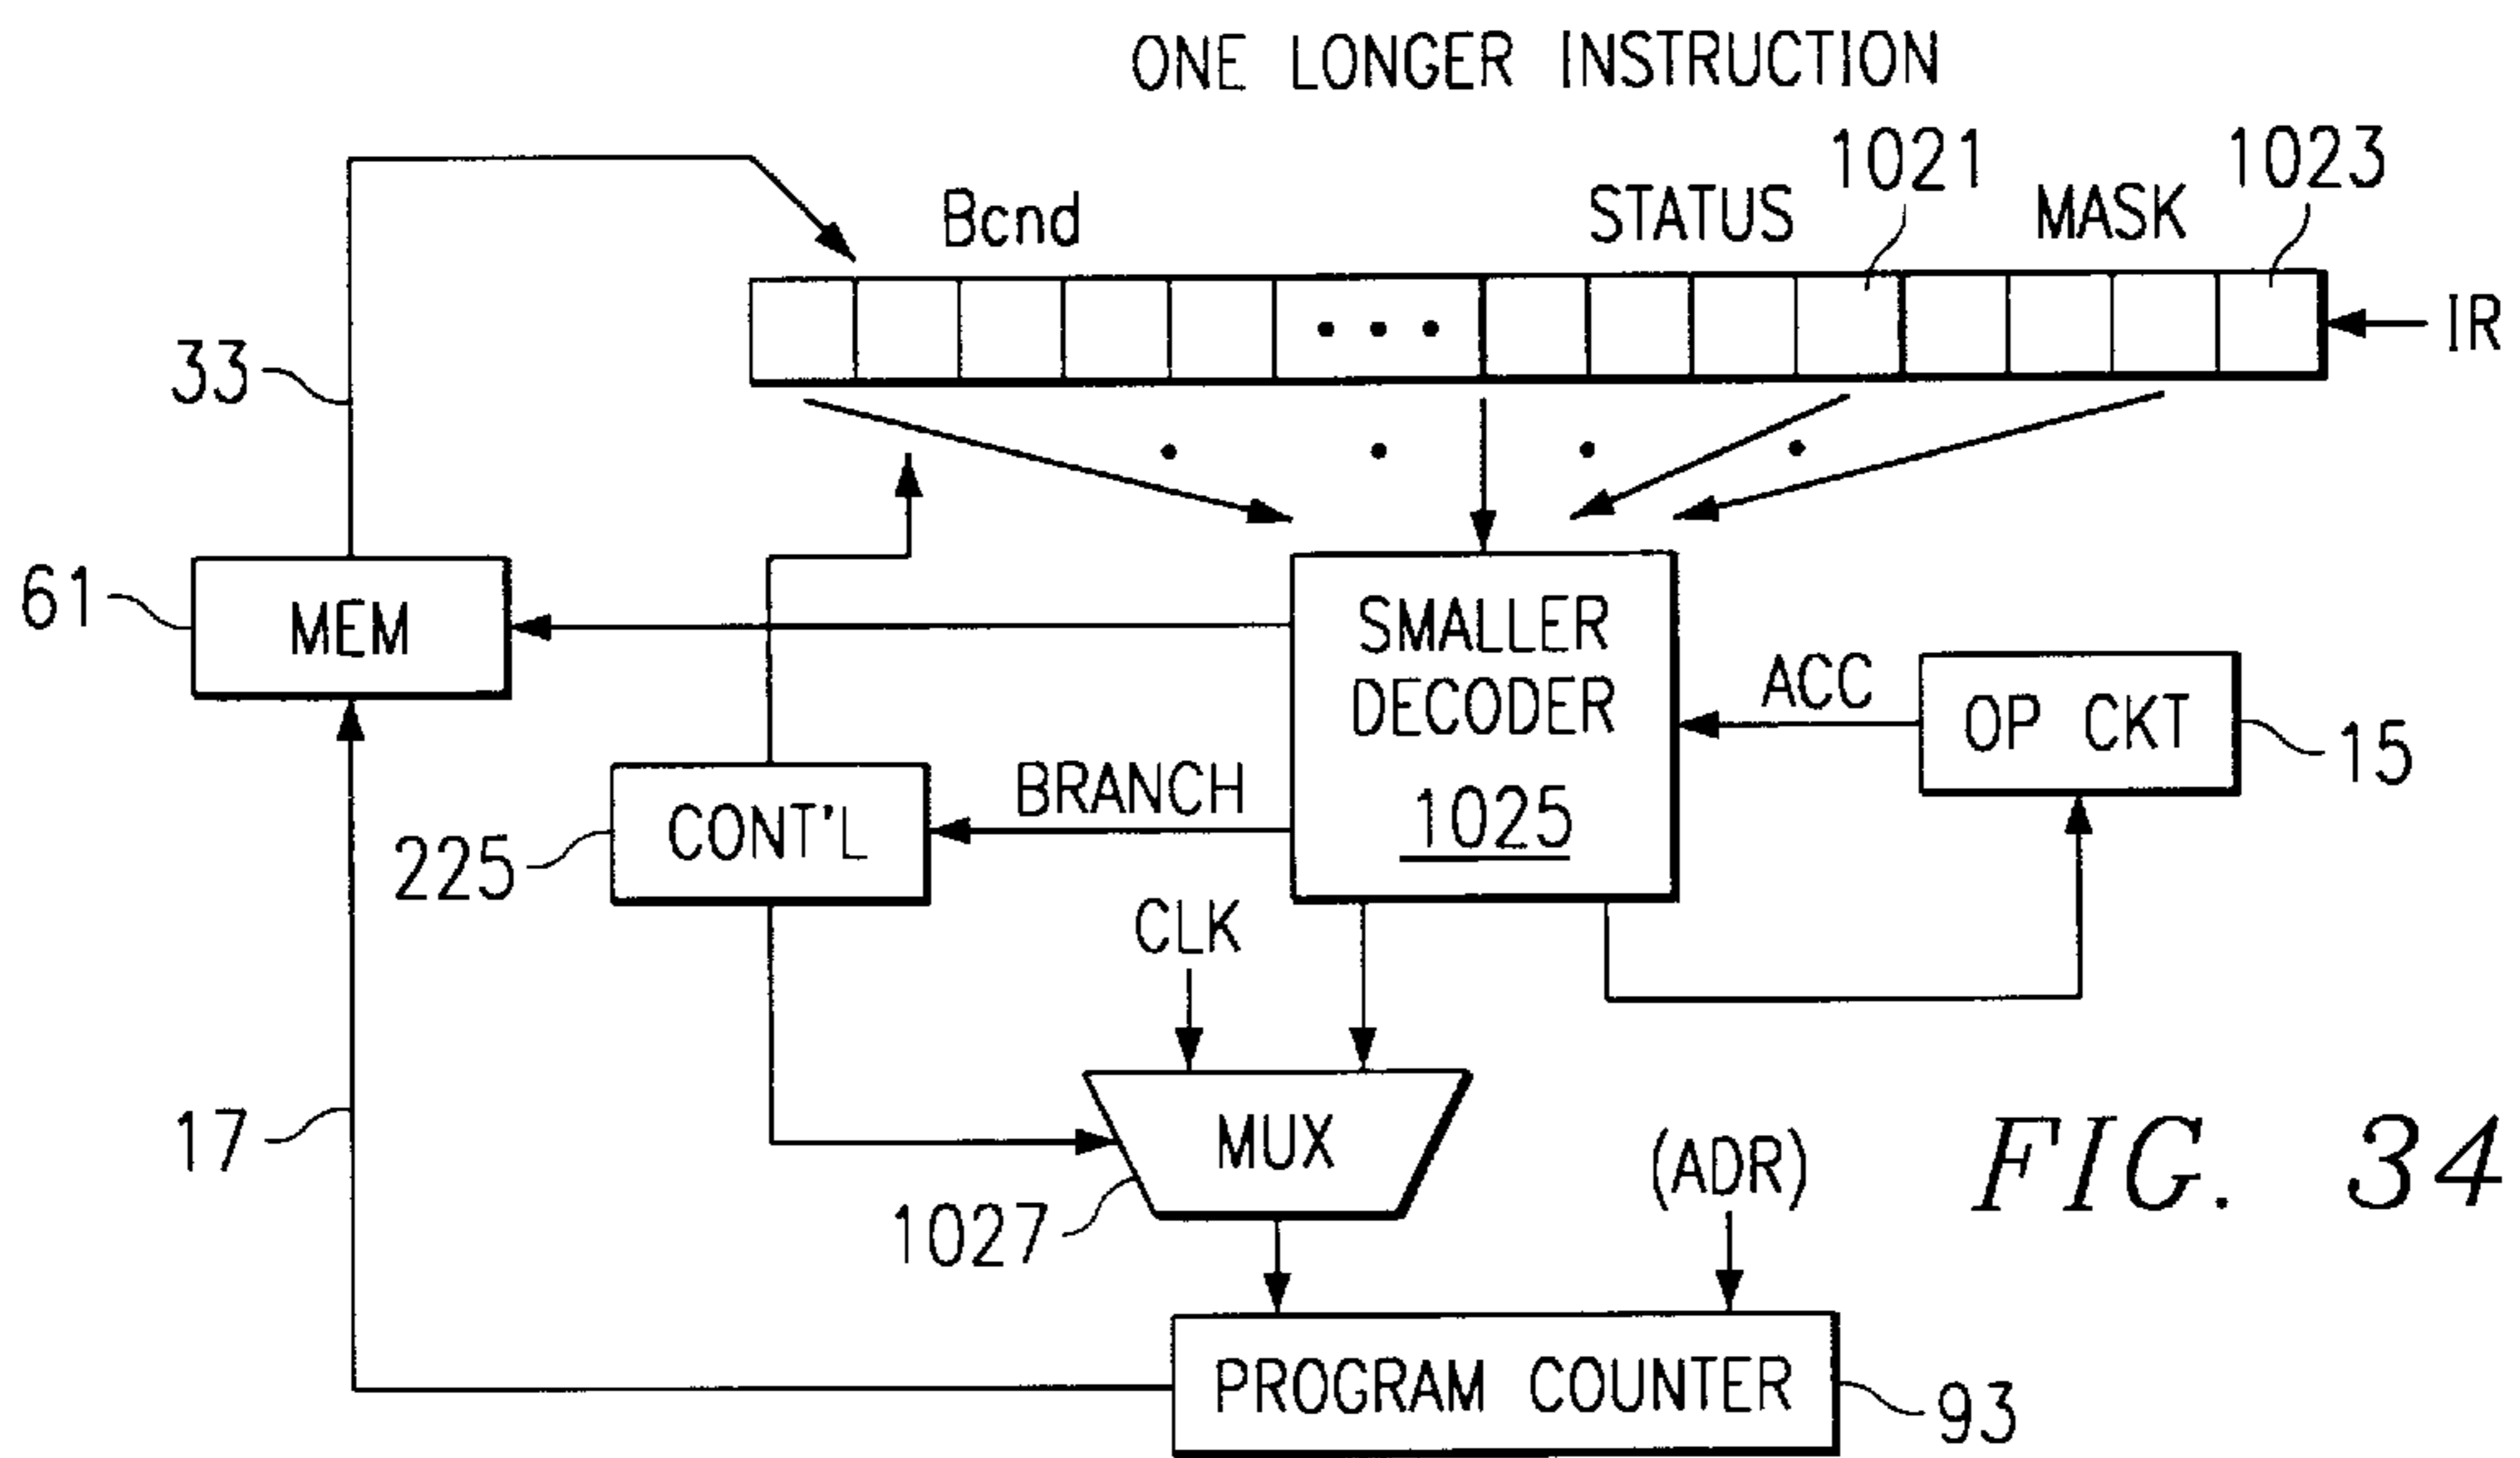 ONE LONGER INSTRUCTION
1021
1023
Bcnd
STATUS
MASK
IR
33
61
MEM
SMALLER
DECODER
1025
ACC
OP CKT
15
BRANCH
CONT'L
225
CLK
17
MUX
1027
(ADR)
FIG. 34
PROGRAM COUNTER
93